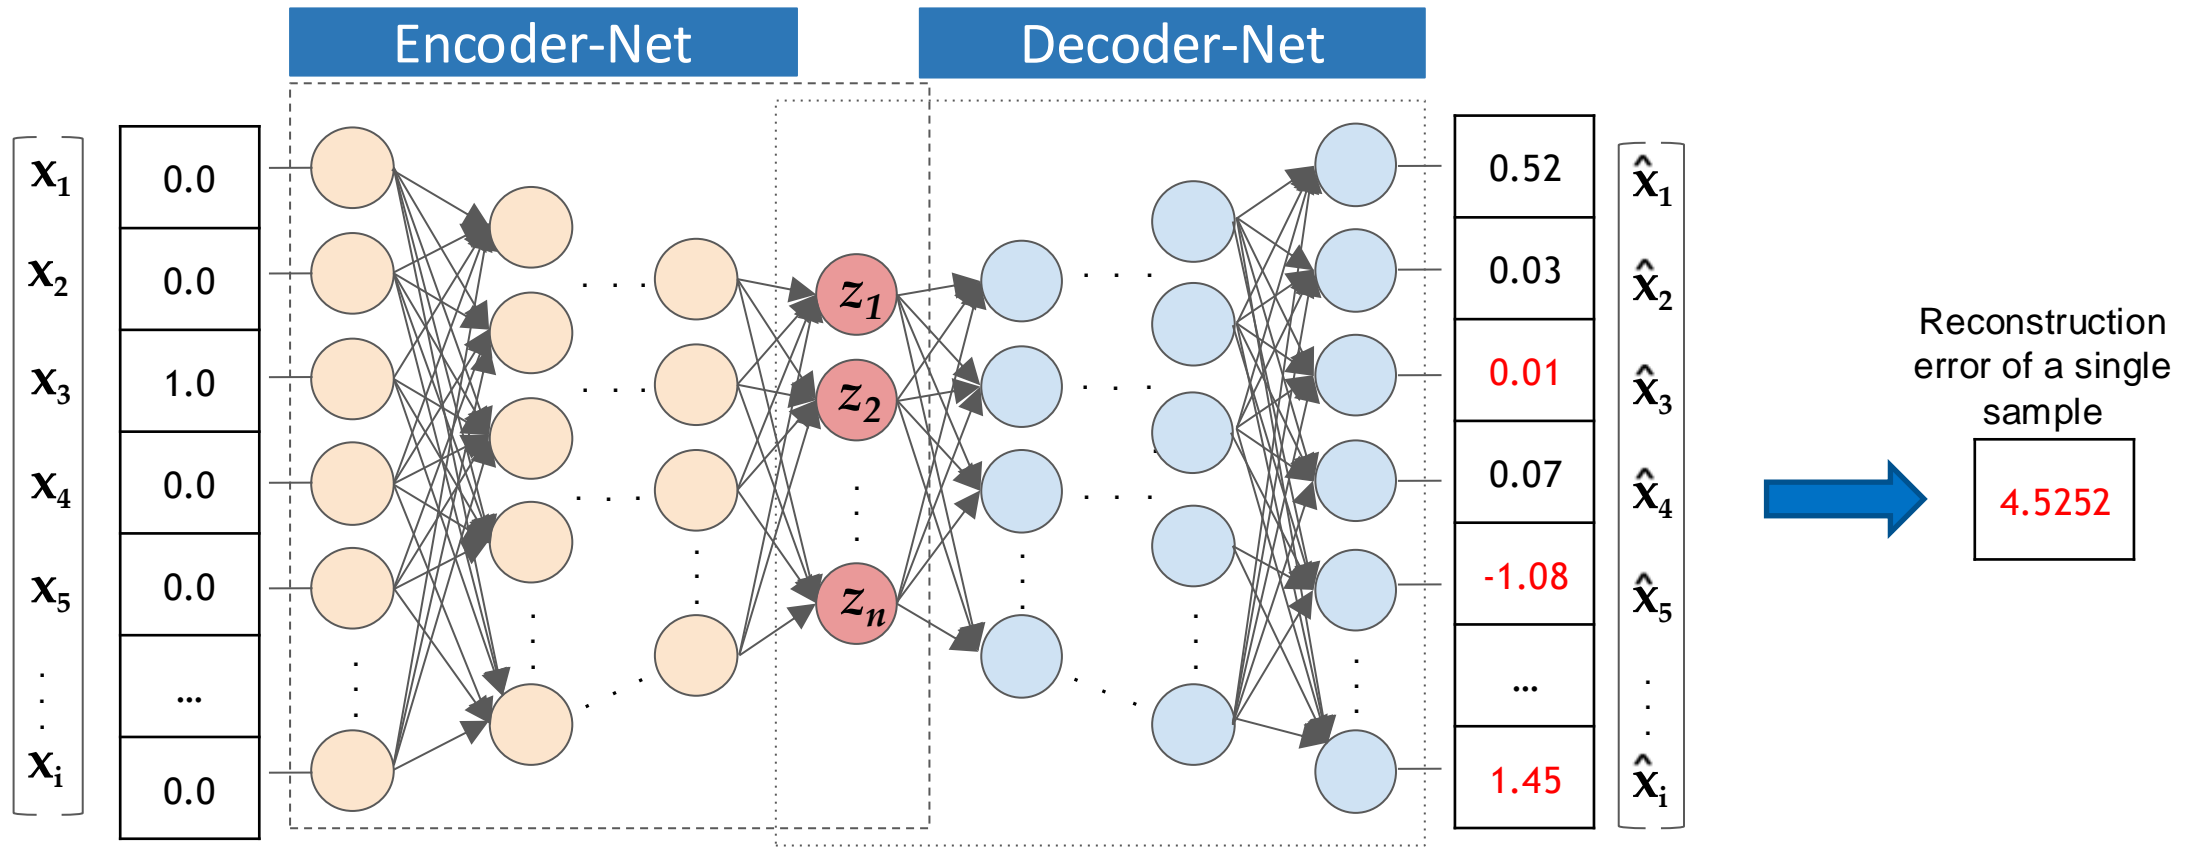 Encoder-Net
Decoder-Net
x1
x2
x3
x4
x5
.
.
.
xi
0.0
0.0
1.0
0.0
0.0
...
0.0
z1
z2
zn
0.52
0.03
0.01
0.07
-1.08
...
1.45
x̂1
x̂2
x̂3
x̂4
x̂5
.
.
.
x̂i
Reconstruction
error of a single
sample
4.5252